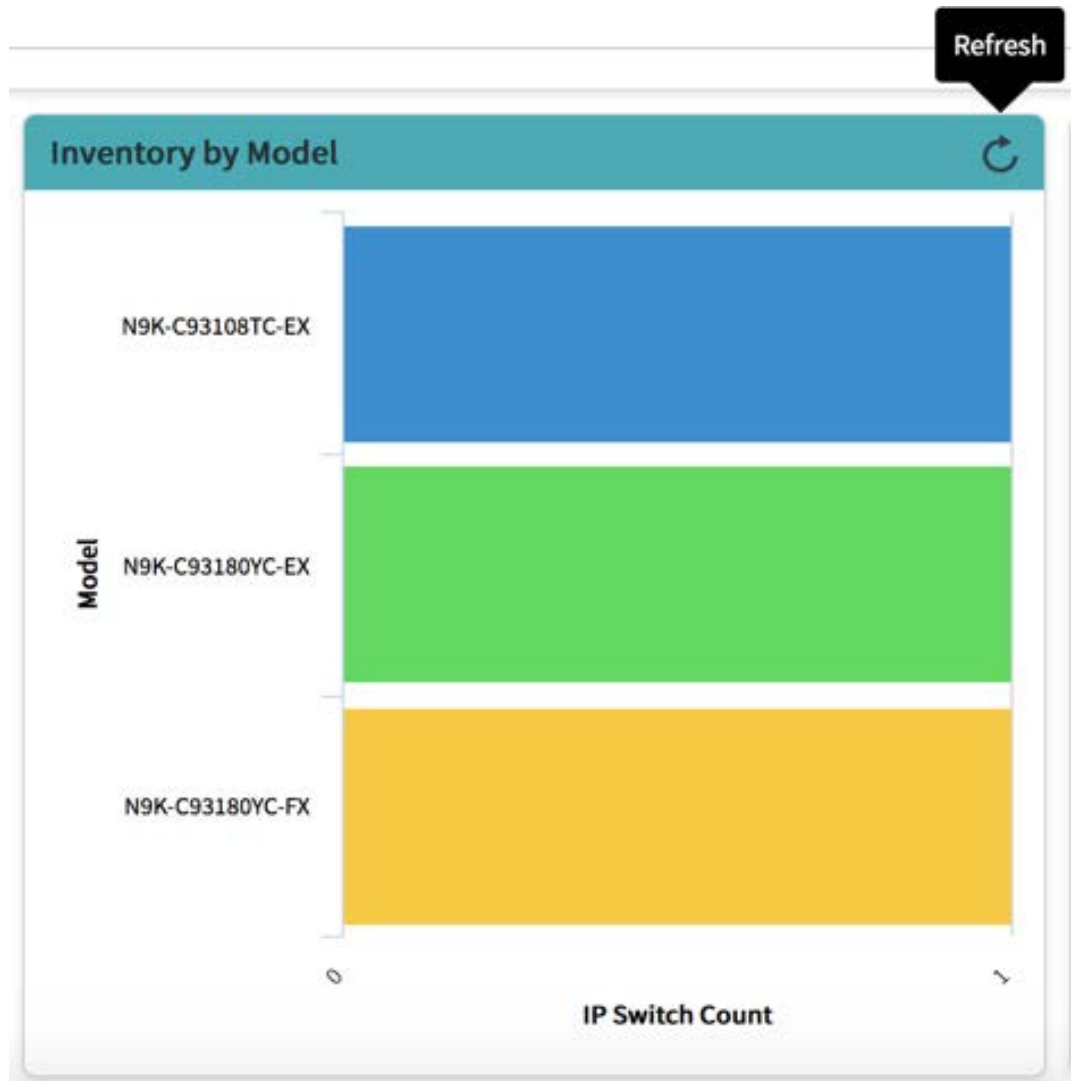 Refresh
Inventory by Model
N9K-C93108TC-EX
Model
N9K-C93180YC-EX
N9K-C93180YC-FX
0
1
IP Switch Count